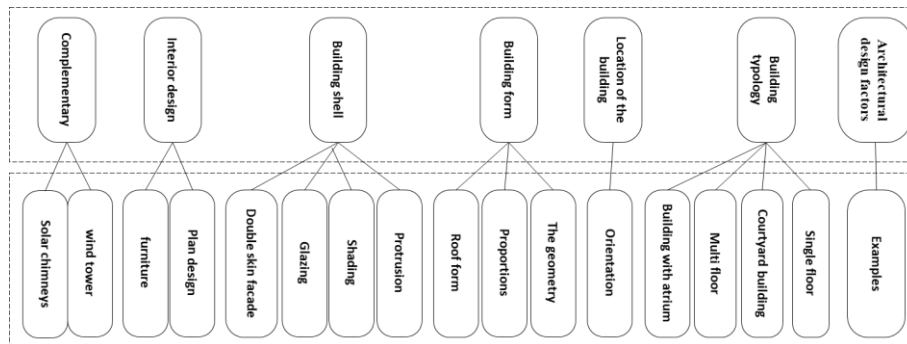 Architectural
design factors
Examples
Building
typology
Single floor
Courtyard building
Multi floor
Building with atrium
Location of the
building
Orientation
Building form
The geometry
Proportions
Roof form
Building shell
Protrusion
Shading
Glazing
Double skin facade
Interior design
Plan design
furniture
Complementary
wind tower
Solar chimneys